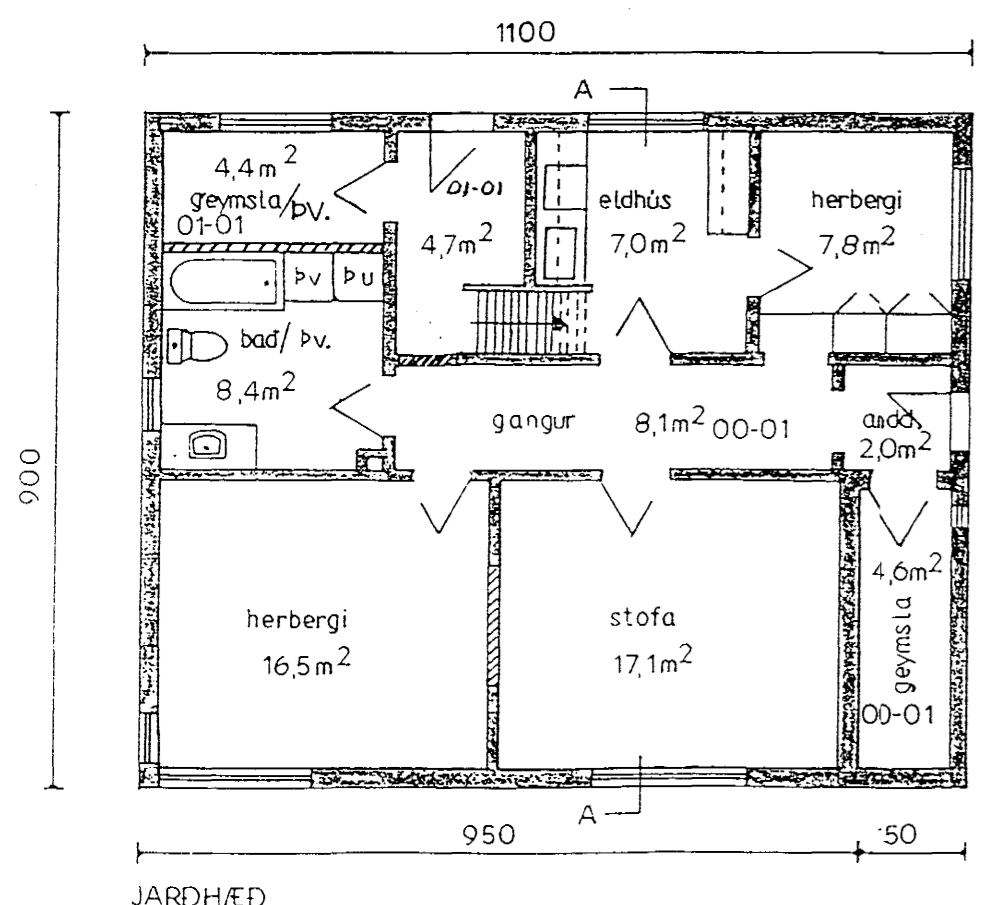 1100
A
4,4m²
geymsla/ÞV.
01-01
01-01
4,7m²
eldhús
7,0m²
herbergi
7,8m²
ÞV
ÞU
bað/ ÞV.
8,4m²
gangur
8,1m² 00-01
andd.
2,0m²
900
4,6m²
geymsla
00-01
herbergi
16,5m²
stofa
17,1m²
A
950
50
JARÐHÆÐ